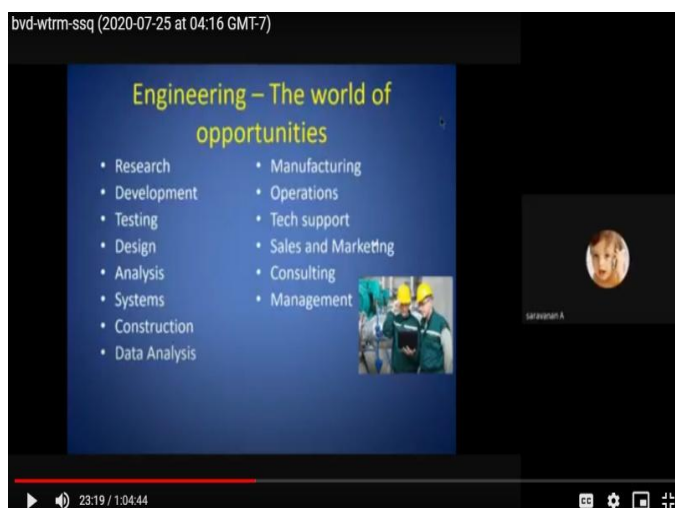 bvd-wtrm-ssq (2020-07-25 at 04:16 GMT-7)
Engineering – The world of
opportunities
• Research
• Development
• Testing
• Design
• Analysis
• Systems
• Construction
• Data Analysis
• Manufacturing
• Operations
• Tech support
• Sales and Marketing
• Consulting
• Management
saravanan A
23:19 / 1:04:44
CC